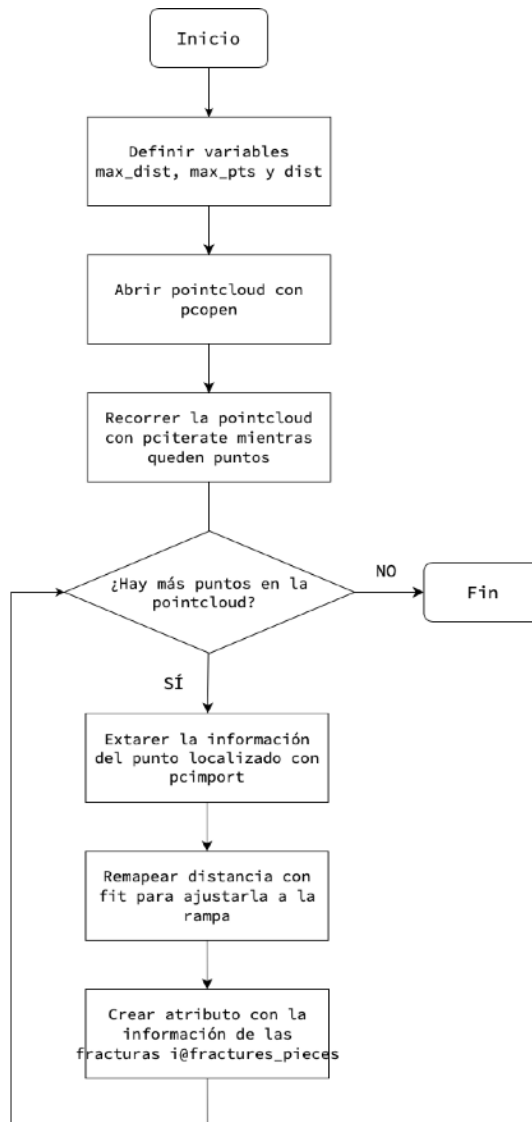 Inicio
Definir variables
max_dist, max_pts y dist
Abrir pointcloud con
pcopen
Recorrer la pointcloud
con pciterate mientras
queden puntos
¿Hay más puntos en la
pointcloud?
NO
Fin
SÍ
Extarer la información
del punto localizado con
pcimport
Remapear distancia con
fit para ajustarla a la
rampa
Crear atributo con la
información de las
fracturas i@fractures_pieces